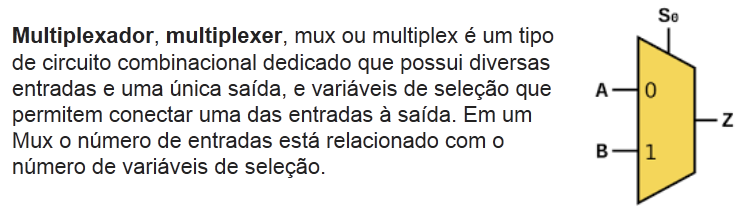 Multiplexador, multiplexer, mux ou multiplex é um tipo
de circuito combinacional dedicado que possui diversas
entradas e uma única saída, e variáveis de seleção que
permitem conectar uma das entradas à saída. Em um
Mux o número de entradas está relacionado com o
número de variáveis de seleção.
S₀
A 0
Z
B 1